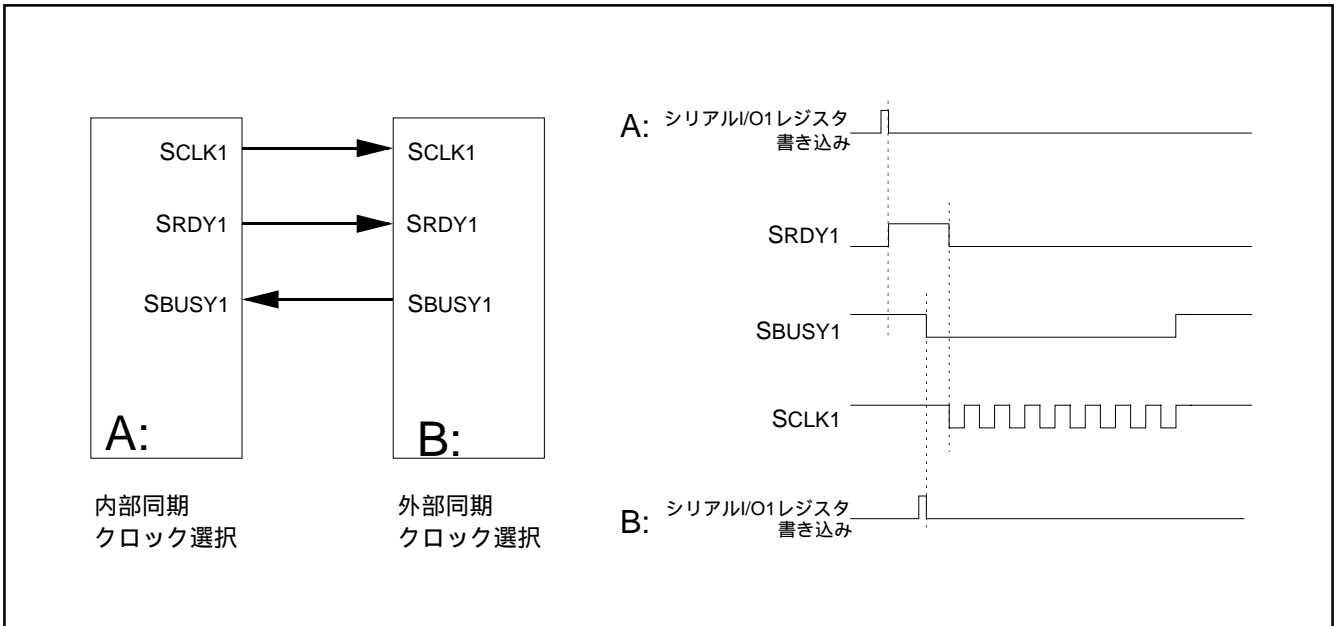 SCLK1
SRDY1
SBUSY1
A:
内部同期
クロック選択
SCLK1
SRDY1
SBUSY1
B:
外部同期
クロック選択
A: シリアルI/O1レジスタ
書き込み
SRDY1
SBUSY1
SCLK1
B: シリアルI/O1レジスタ
書き込み